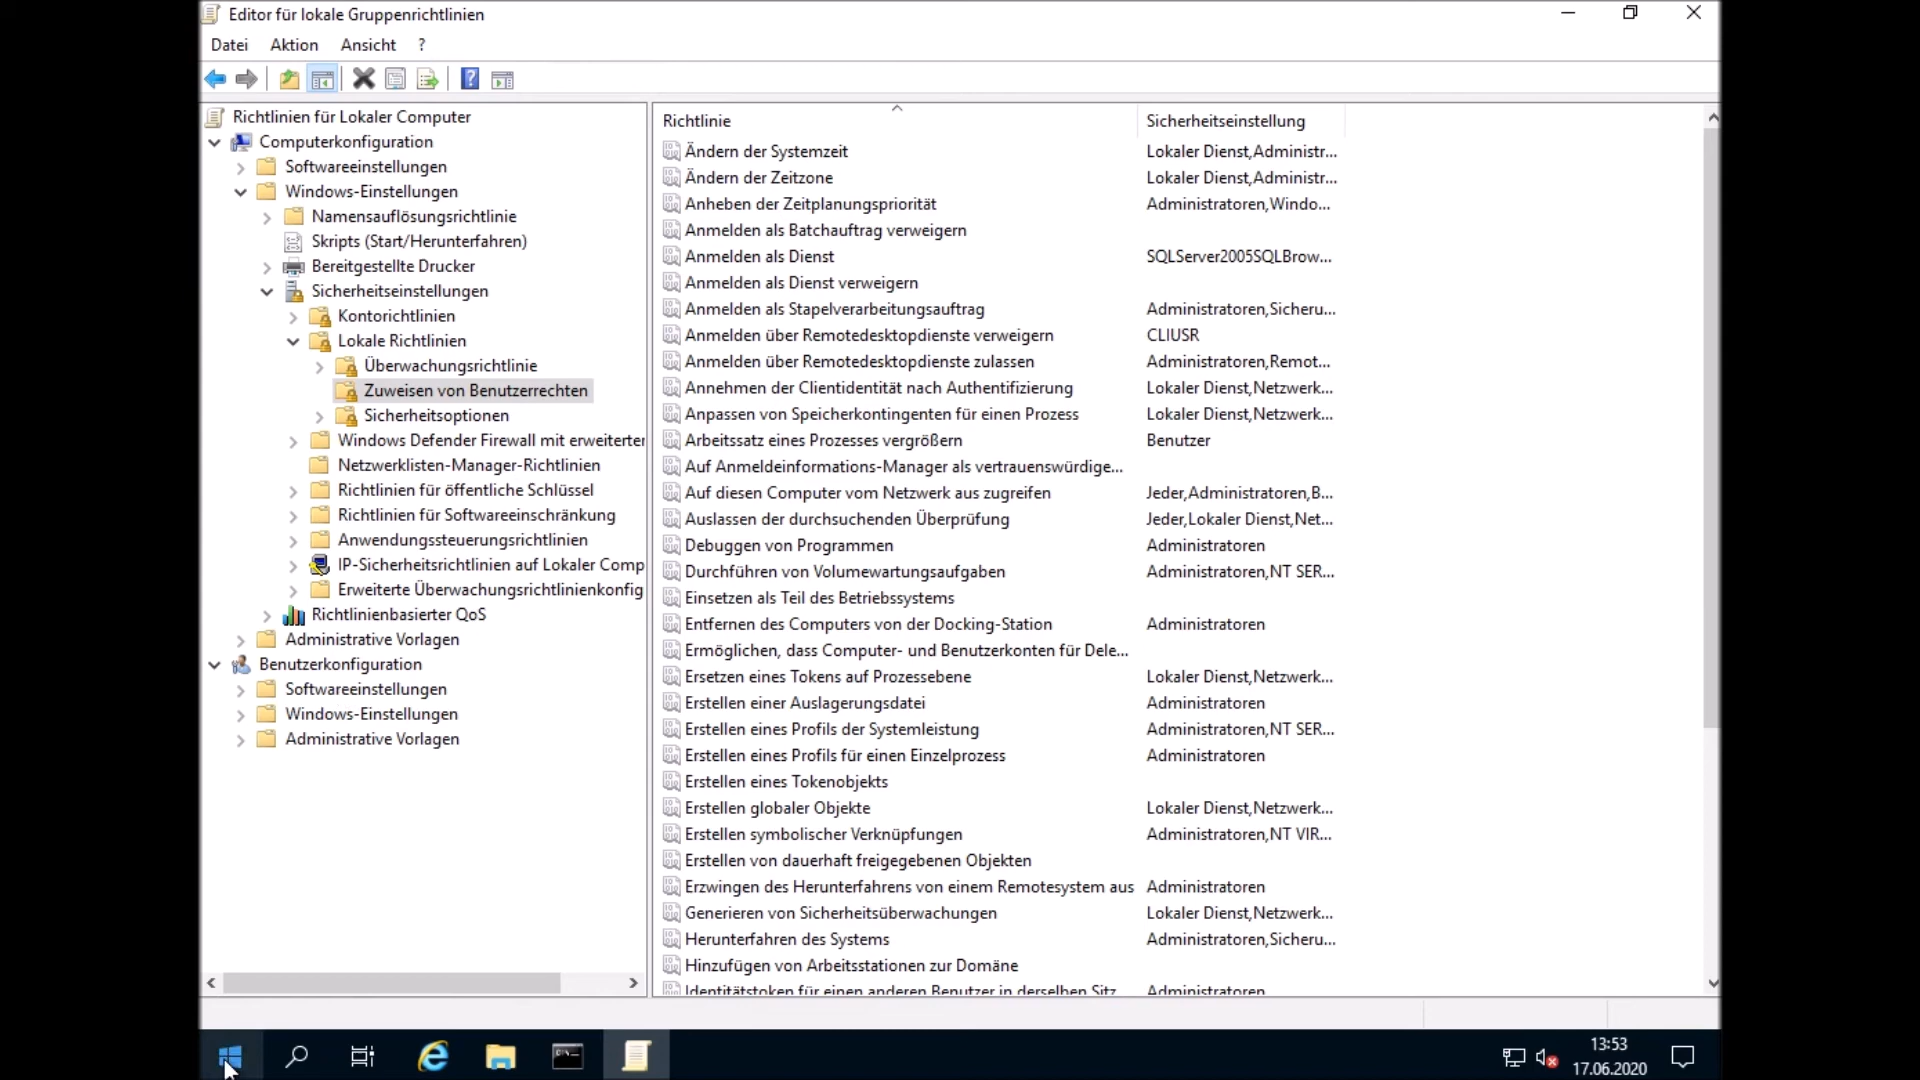 Editor für lokale Gruppenrichtlinien
Datei Aktion Ansicht ?
Richtlinien für Lokaler Computer
Computerkonfiguration
Softwareeinstellungen
Windows-Einstellungen
Namensauflösungsrichtlinie
Skripts (Start/Herunterfahren)
Bereitgestellte Drucker
Sicherheitseinstellungen
Kontorichtlinien
Lokale Richtlinien
Überwachungsrichtlinie
Zuweisen von Benutzerrechten
Sicherheitsoptionen
Windows Defender Firewall mit erweiterter
Netzwerklisten-Manager-Richtlinien
Richtlinien für öffentliche Schlüssel
Richtlinien für Softwareeinschränkung
Anwendungssteuerungsrichtlinien
IP-Sicherheitsrichtlinien auf Lokaler Comp
Erweiterte Überwachungsrichtlinienkonfig
Richtlinienbasierter QoS
Administrative Vorlagen
Benutzerkonfiguration
Softwareeinstellungen
Windows-Einstellungen
Administrative Vorlagen
Richtlinie Sicherheitseinstellung
Ändern der Systemzeit Lokaler Dienst,Administr...
Ändern der Zeitzone Lokaler Dienst,Administr...
Anheben der Zeitplanungspriorität Administratoren,Windo...
Anmelden als Batchauftrag verweigern
Anmelden als Dienst SQLServer2005SQLBrow...
Anmelden als Dienst verweigern
Anmelden als Stapelverarbeitungsauftrag Administratoren,Sicheru...
Anmelden über Remotedesktopdienste verweigern CLIUSR
Anmelden über Remotedesktopdienste zulassen Administratoren,Remot...
Annehmen der Clientidentität nach Authentifizierung Lokaler Dienst,Netzwerk...
Anpassen von Speicherkontingenten für einen Prozess Lokaler Dienst,Netzwerk...
Arbeitssatz eines Prozesses vergrößern Benutzer
Auf Anmeldeinformations-Manager als vertrauenswürdige...
Auf diesen Computer vom Netzwerk aus zugreifen Jeder,Administratoren,B...
Auslassen der durchsuchenden Überprüfung Jeder,Lokaler Dienst,Net...
Debuggen von Programmen Administratoren
Durchführen von Volumewartungsaufgaben Administratoren,NT SER...
Einsetzen als Teil des Betriebssystems
Entfernen des Computers von der Docking-Station Administratoren
Ermöglichen, dass Computer- und Benutzerkonten für Dele...
Ersetzen eines Tokens auf Prozessebene Lokaler Dienst,Netzwerk...
Erstellen einer Auslagerungsdatei Administratoren
Erstellen eines Profils der Systemleistung Administratoren,NT SER...
Erstellen eines Profils für einen Einzelprozess Administratoren
Erstellen eines Tokenobjekts
Erstellen globaler Objekte Lokaler Dienst,Netzwerk...
Erstellen symbolischer Verknüpfungen Administratoren,NT VIR...
Erstellen von dauerhaft freigegebenen Objekten
Erzwingen des Herunterfahrens von einem Remotesystem aus Administratoren
Generieren von Sicherheitsüberwachungen Lokaler Dienst,Netzwerk...
Herunterfahren des Systems Administratoren,Sicheru...
Hinzufügen von Arbeitsstationen zur Domäne
Identitätstoken für einen anderen Benutzer in derselben Sitz... Administratoren
13:53
17.06.2020